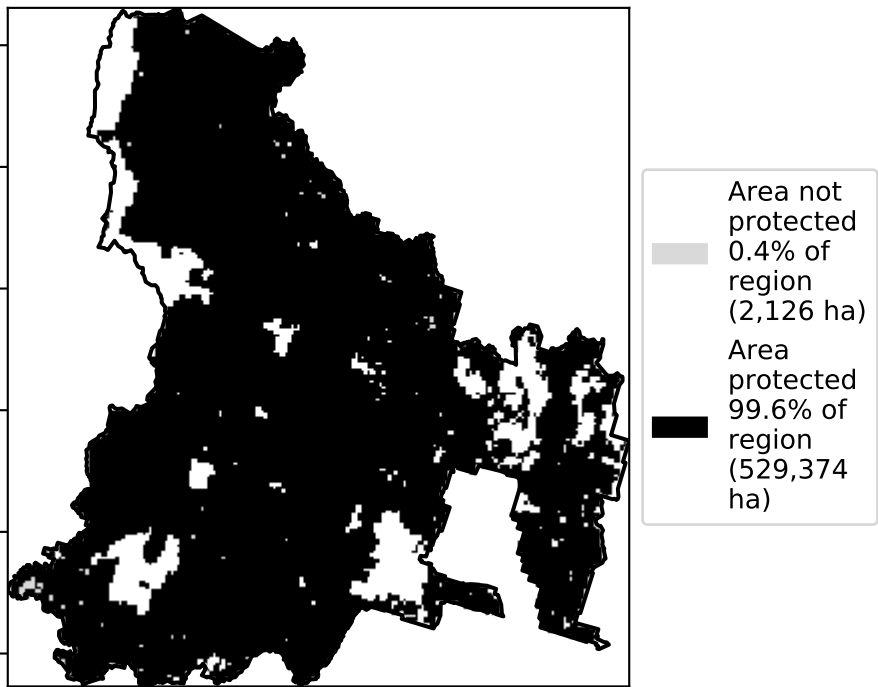 Area not
protected
0.4% of
region
(2,126 ha)
Area
protected
99.6% of
region
(529,374
ha)